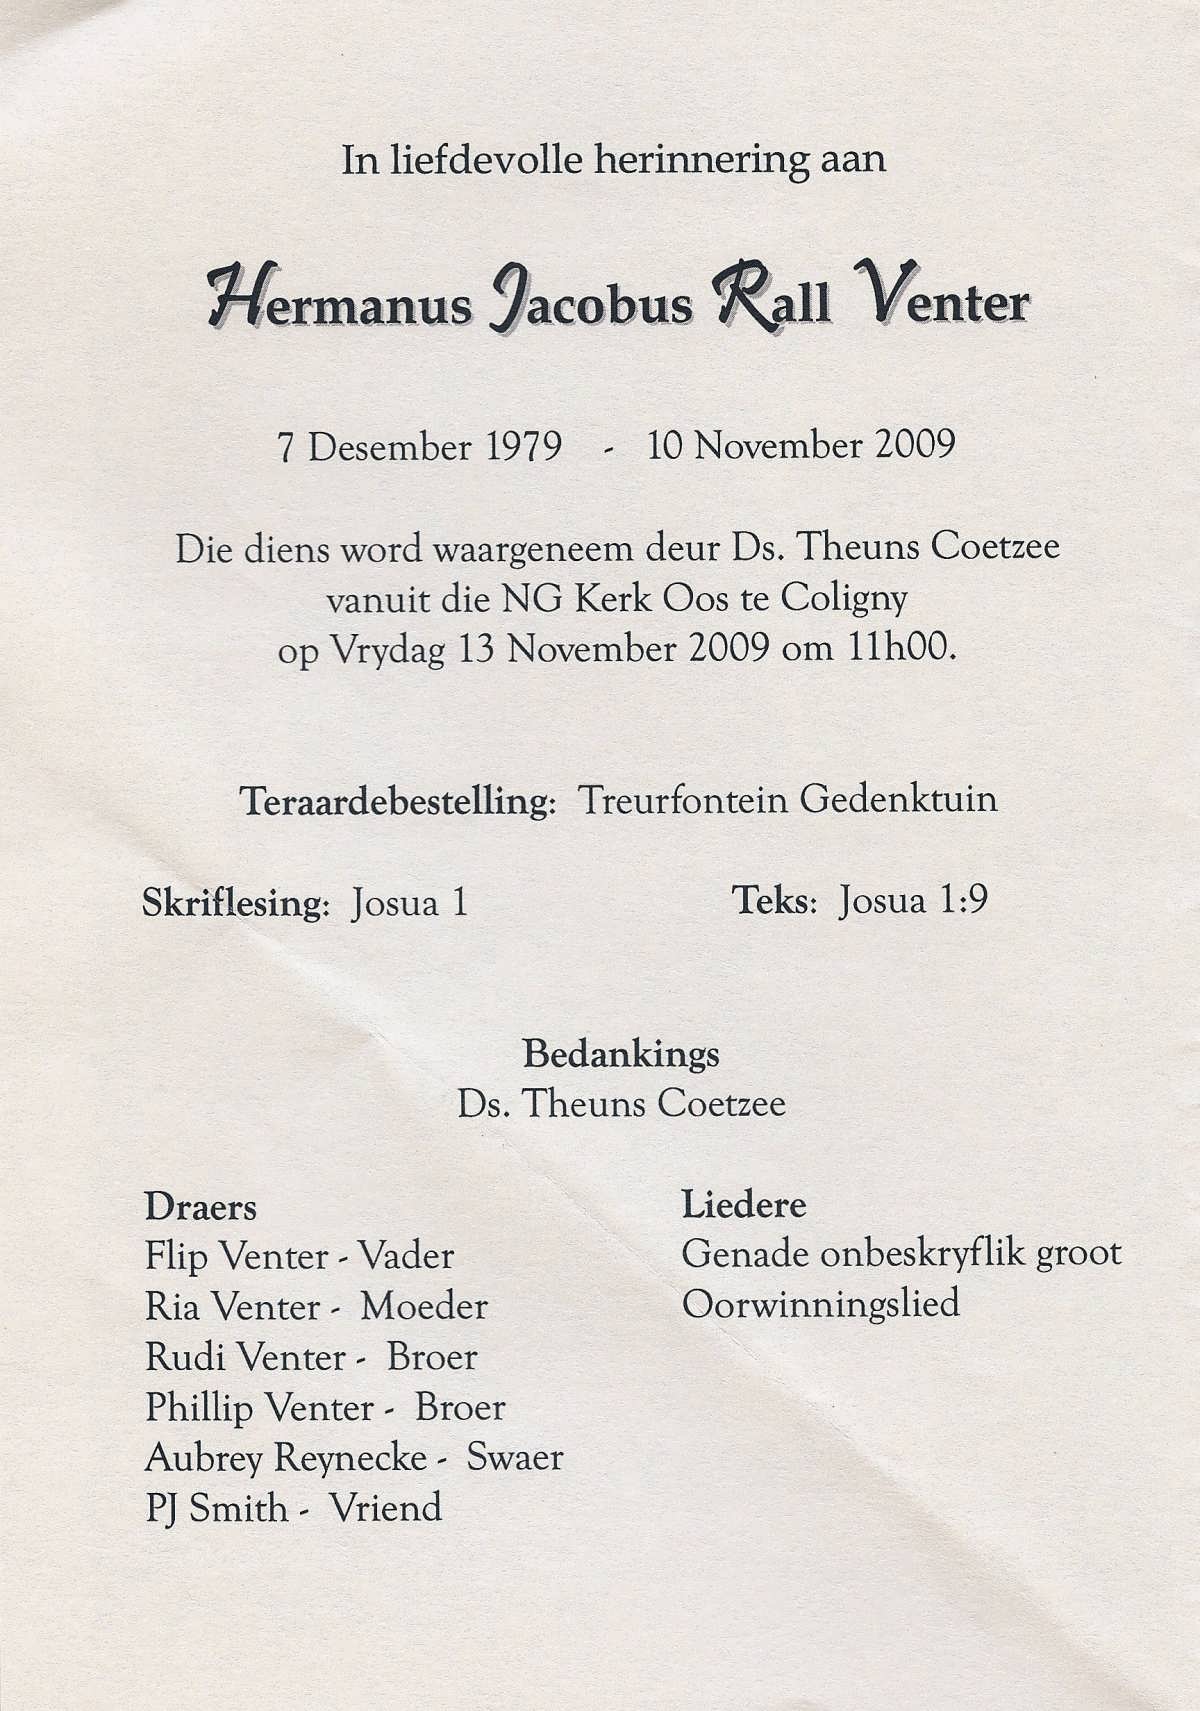 In liefdevolle herinnering aan
Hermanus Jacobus Rall Venter
7 Desember 1979 - 10 November 2009
Die diens word waargeneem deur Ds. Theuns Coetzee
vanuit die NG Kerk Oos te Coligny
op Vrydag 13 November 2009 om 11h00.
Teraardebestelling: Treurfontein Gedenktuin
Skriflesing: Josua 1
Teks: Josua 1:9
Bedankings
Ds. Theuns Coetzee
Draers
Flip Venter - Vader
Ria Venter - Moeder
Rudi Venter - Broer
Phillip Venter - Broer
Aubrey Reynecke - Swaer
PJ Smith - Vriend
Liedere
Genade onbeskryflik groot
Oorwinningslied